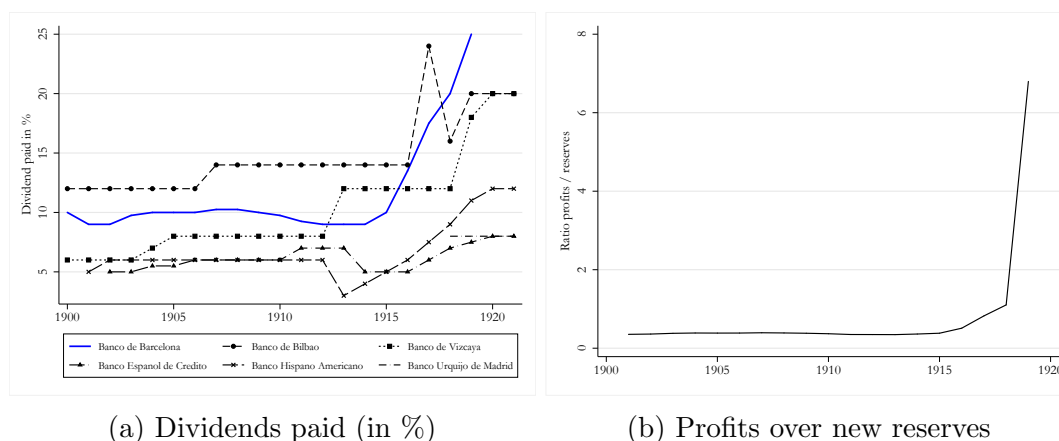 25
20
15
10
5
Dividend paid in %
1900
1905
1910
1915
1920
Banco de Barcelona
Banco de Bilbao
Banco de Vizcaya
Banco Espanol de Credito
Banco Hispano Americano
Banco Urquijo de Madrid
(a) Dividends paid (in %)
8
6
4
2
0
Ratio profits / reserves
1900
1905
1910
1915
1920
(b) Profits over new reserves